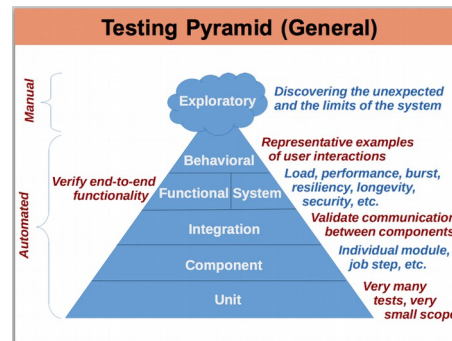 Testing Pyramid (General)
Manual
Exploratory
Discovering the unexpected
and the limits of the system
Automated
Behavioral
Representative examples
of user interactions
Verify end-to-end
functionality
Functional
System
Load, performance, burst,
resiliency, longevity,
security, etc.
Integration
Validate communication
between components
Component
Individual module,
job step, etc.
Unit
Very many
tests, very
small scope